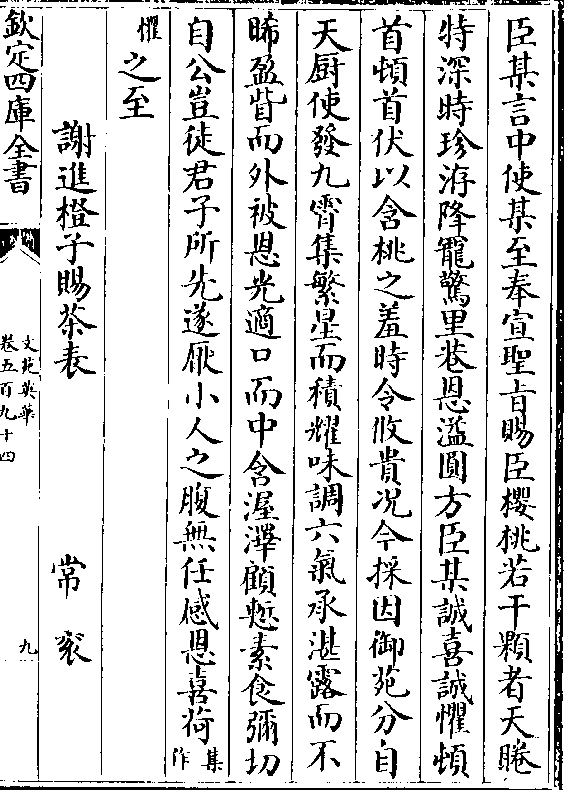 臣某言中使某至奉宣聖旨賜臣櫻桃若干顆者天睠
特深時珍洊降寵驚里巷恩溢圓方臣某誠喜誠懼頓
首頓首伏以含桃之羞時令攸貴况今採因御苑分自
天厨使發九霄集繁星而積耀味調六氣承湛露而不
晞盈眥而外被恩光適口而中含渥澤顧慙素食彌切
自公豈徒君子所先遂厭小人之腹無任感恩喜荷集作
懼之至
謝進橙子賜茶表 常衮
欽定四庫全書
文苑英華
卷五百九十四
九